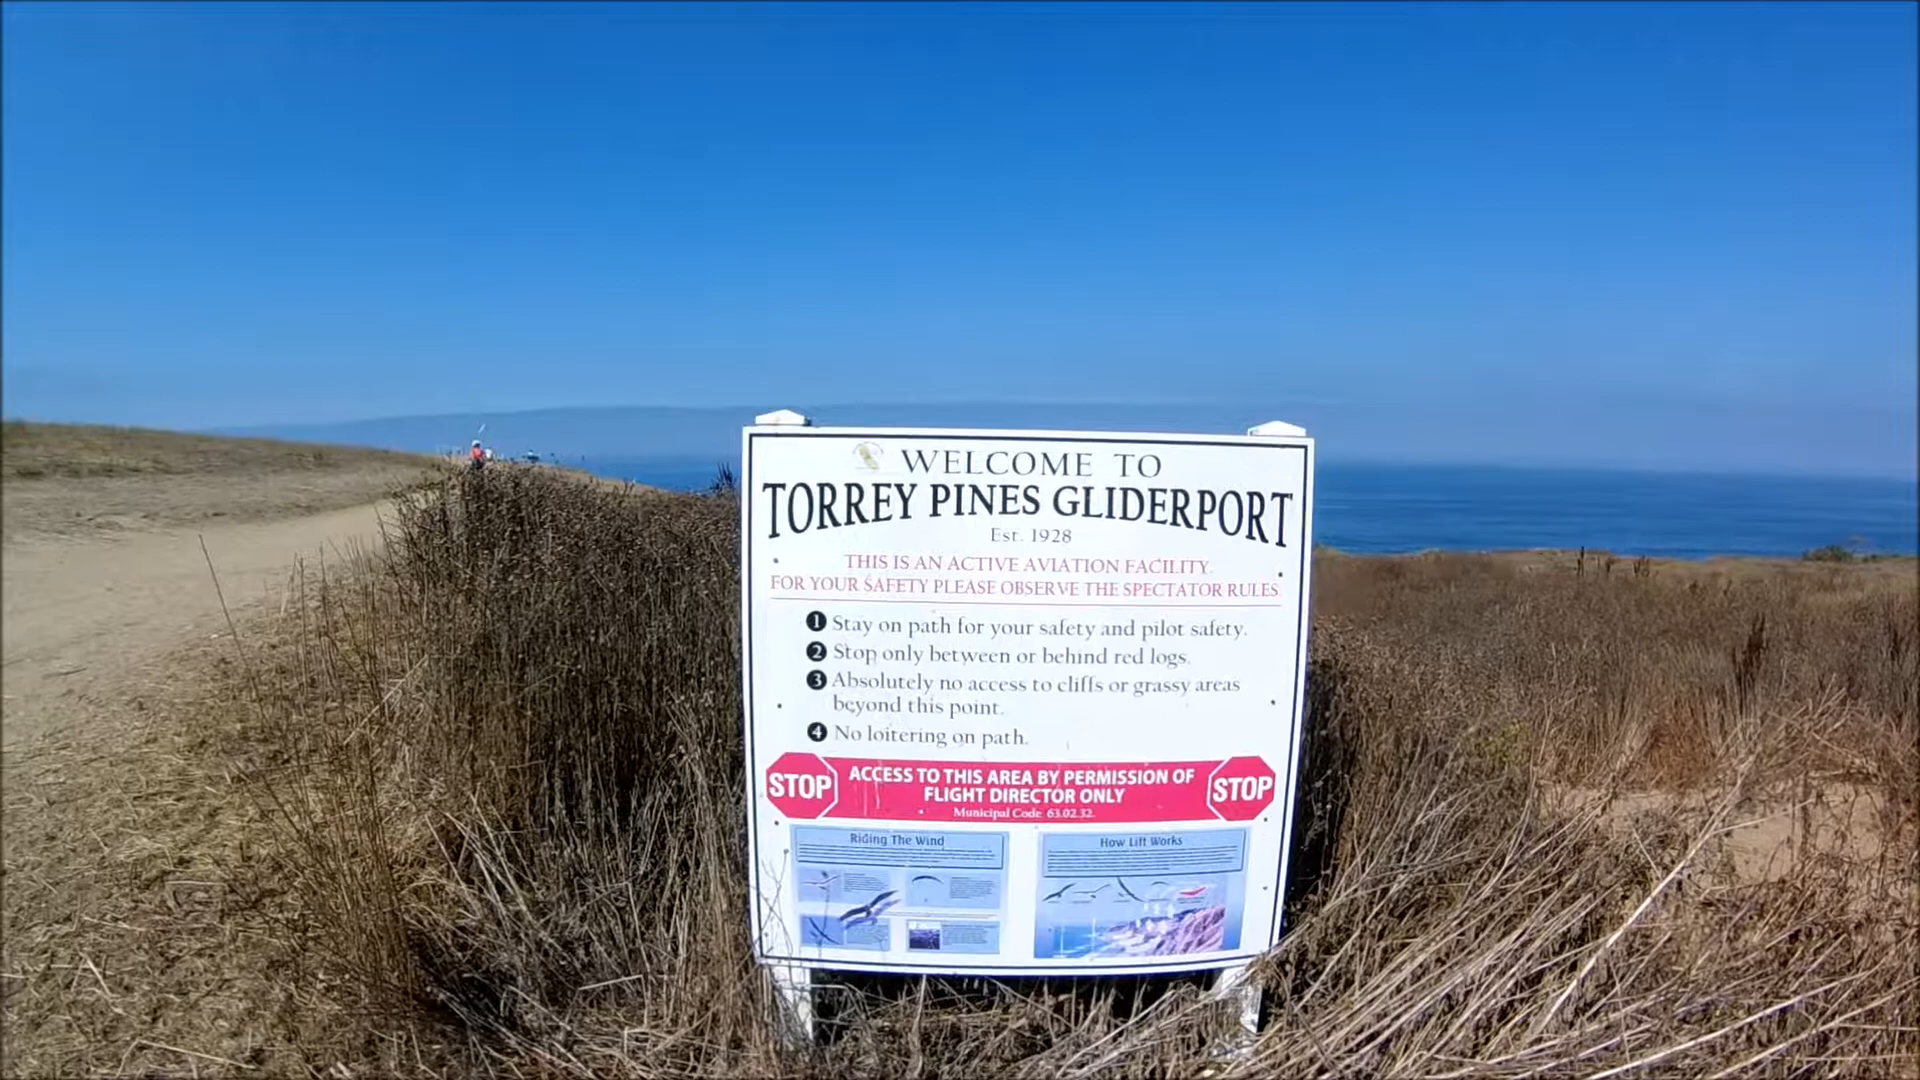 WELCOME TO
TORREY PINES GLIDERPORT
Est. 1928
THIS IS AN ACTIVE AVIATION FACILITY.
FOR YOUR SAFETY PLEASE OBSERVE THE SPECTATOR RULES
1 Stay on path for your safety and pilot safety.
2 Stop only between or behind red logs.
3 Absolutely no access to cliffs or grassy areas
beyond this point.
4 No loitering on path.
STOP
ACCESS TO THIS AREA BY PERMISSION OF
FLIGHT DIRECTOR ONLY
Municipal Code 63.02.32.
STOP
Riding The Wind
How Lift Works